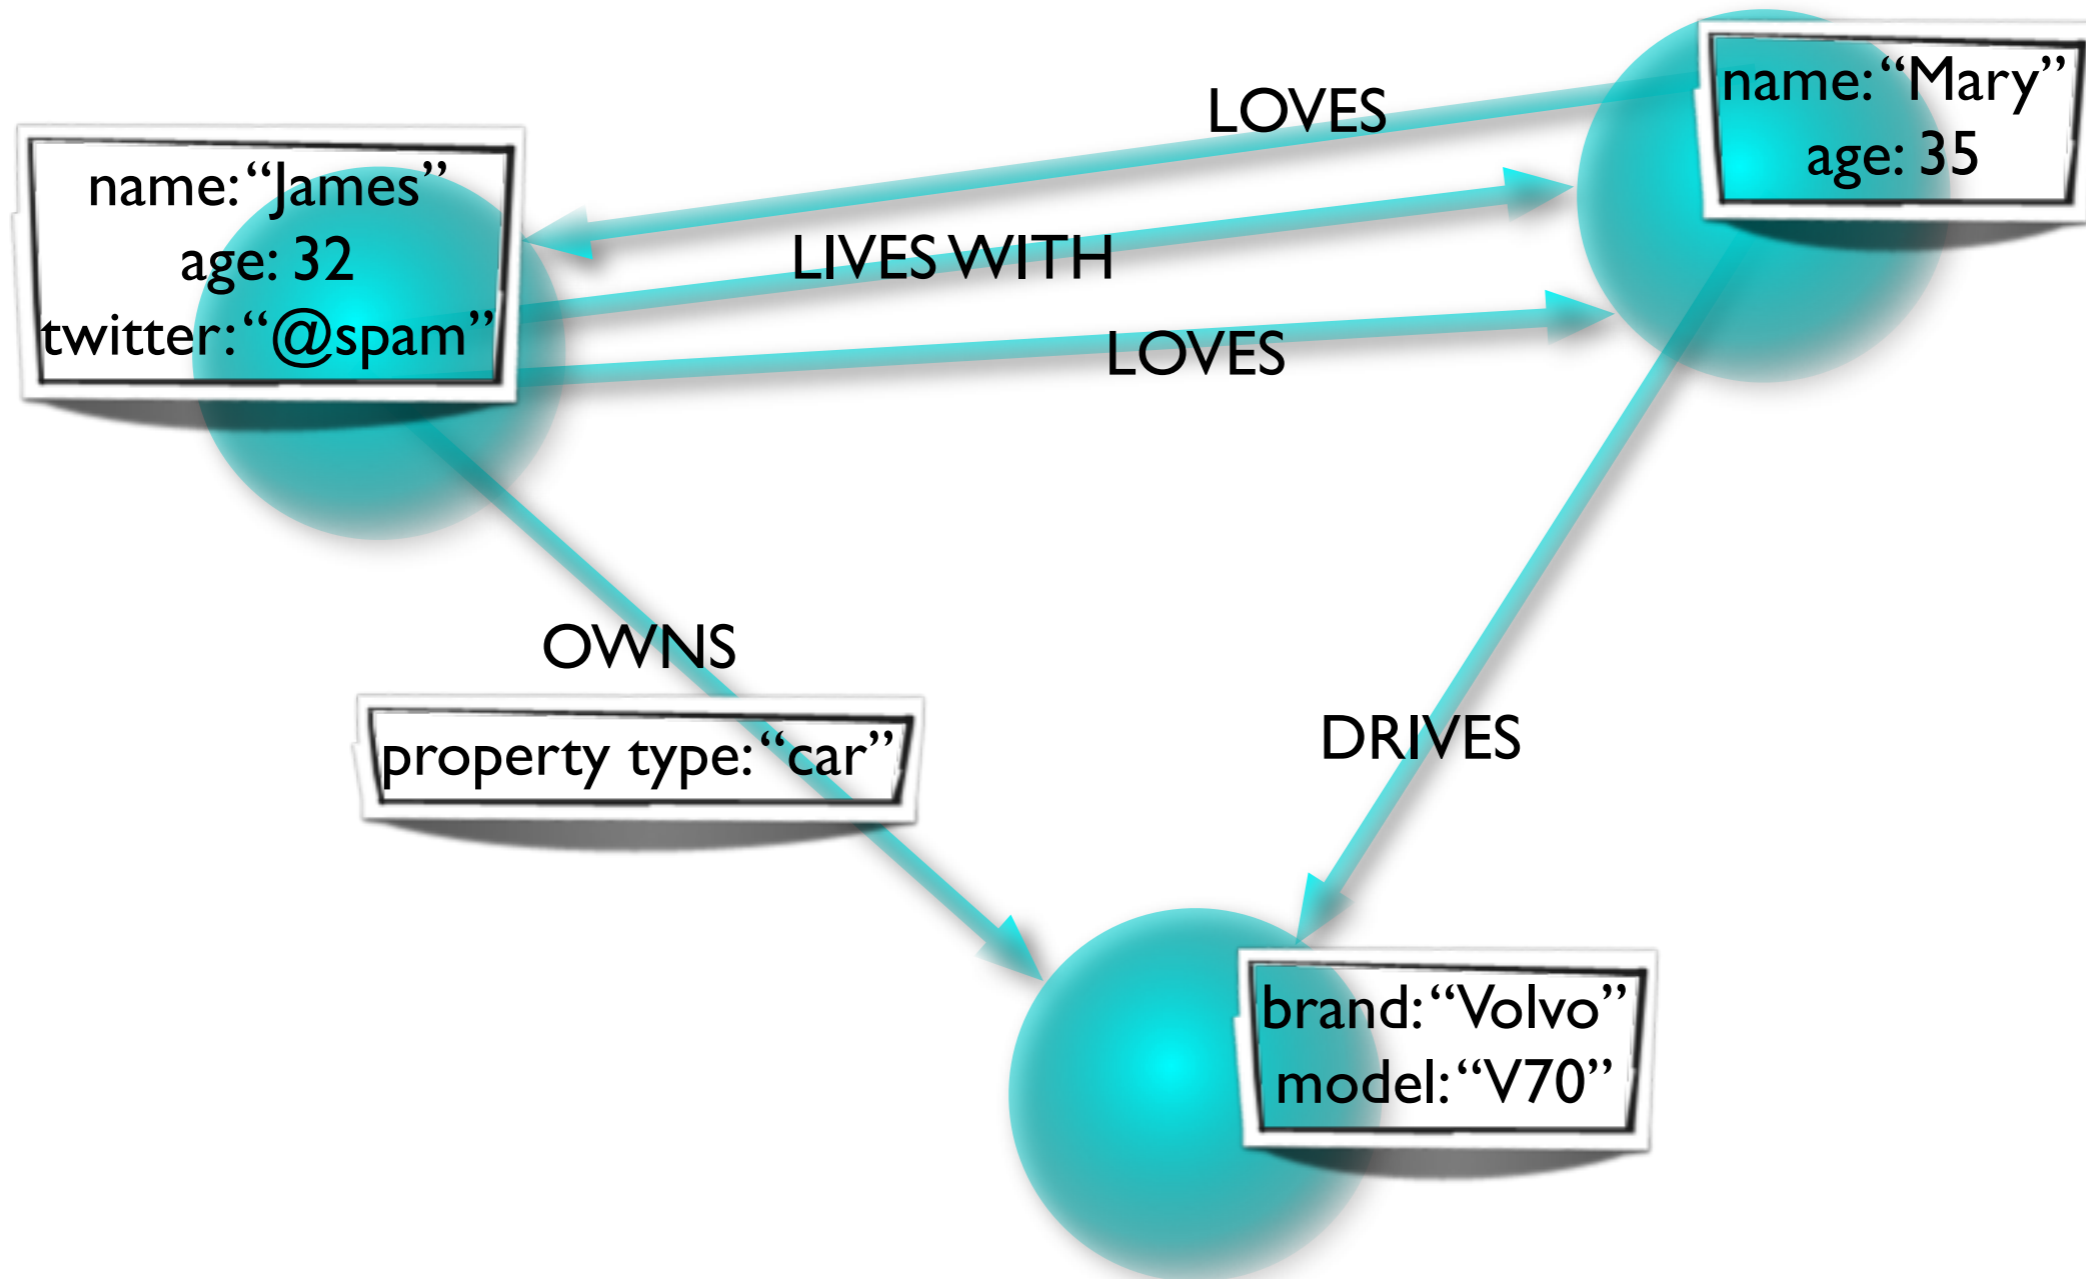 LOVES
name: “Mary”
age: 35
name: “James”
age: 32
twitter: “@spam”
LIVES WITH
LOVES
OWNS
property type: “car”
DRIVES
brand: “Volvo”
model: “V70”